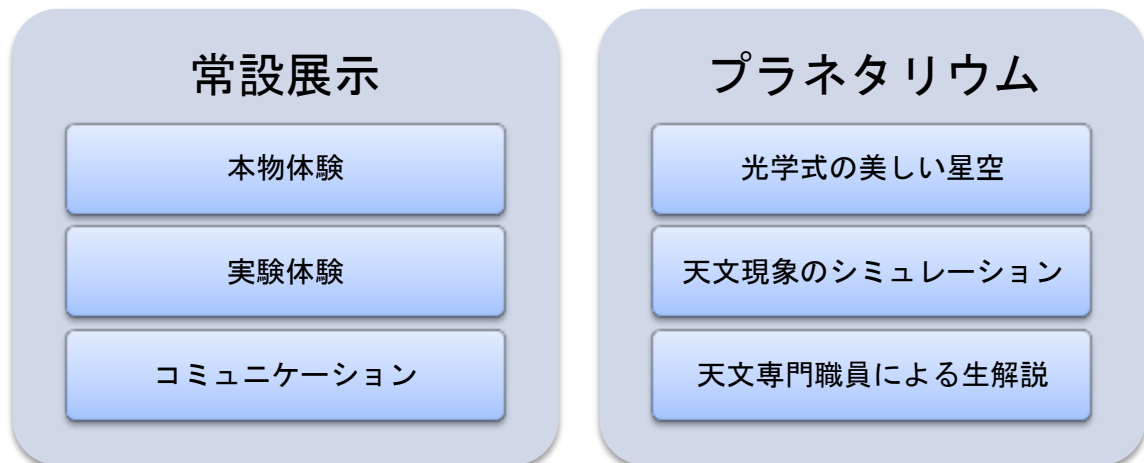 常設展示
本物体験
実験体験
コミュニケーション
プラネタリウム
光学式の美しい星空
天文現象のシミュレーション
天文専門職員による生解説